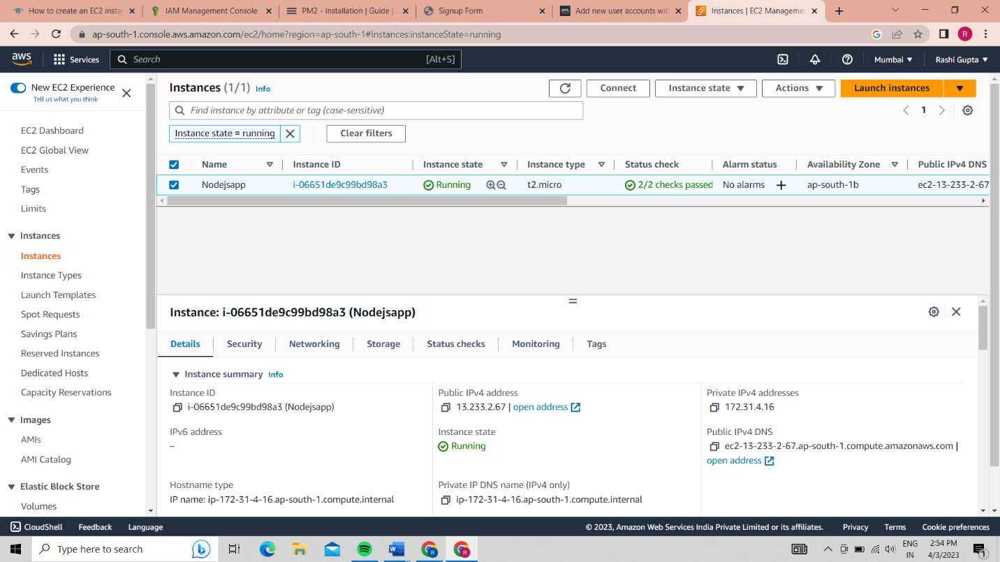 How to create an EC2 instan
IAM Management Console
PM2 - Installation | Guide |
Signup Form
Add new user accounts with
Instances | EC2 Managemen
ap-south-1.console.aws.amazon.com/ec2/home?region=ap-south-1#Instances:instanceState=running
R
aws
Services
Search
[Alt+S]
Mumbai
Rashi Gupta
New EC2 Experience
Tell us what you think
EC2 Dashboard
EC2 Global View
Events
Tags
Limits
Instances
Instances
Instance Types
Launch Templates
Spot Requests
Savings Plans
Reserved Instances
Dedicated Hosts
Capacity Reservations
Images
AMIs
AMI Catalog
Elastic Block Store
Volumes
Instances (1/1) Info
Connect
Instance state
Actions
Launch instances
Find instance by attribute or tag (case-sensitive)
1
Instance state = running
Clear filters
Name Instance ID Instance state Instance type Status check Alarm status Availability Zone Public IPv4 DNS
Nodejsapp i-06651de9c99bd98a3 Running t2.micro 2/2 checks passed No alarms ap-south-1b ec2-13-233-2-67
Instance: i-06651de9c99bd98a3 (Nodejsapp)
Details Security Networking Storage Status checks Monitoring Tags
Instance summary Info
Instance ID
i-06651de9c99bd98a3 (Nodejsapp)
Public IPv4 address
13.233.2.67 | open address
Private IPv4 addresses
172.31.4.16
IPv6 address
–
Instance state
Running
Public IPv4 DNS
ec2-13-233-2-67.ap-south-1.compute.amazonaws.com |
open address
Hostname type
IP name: ip-172-31-4-16.ap-south-1.compute.internal
Private IP DNS name (IPv4 only)
ip-172-31-4-16.ap-south-1.compute.internal
CloudShell Feedback Language
© 2023, Amazon Web Services India Private Limited or its affiliates. Privacy Terms Cookie preferences
Type here to search
ENG
IN
2:54 PM
4/3/2023
1